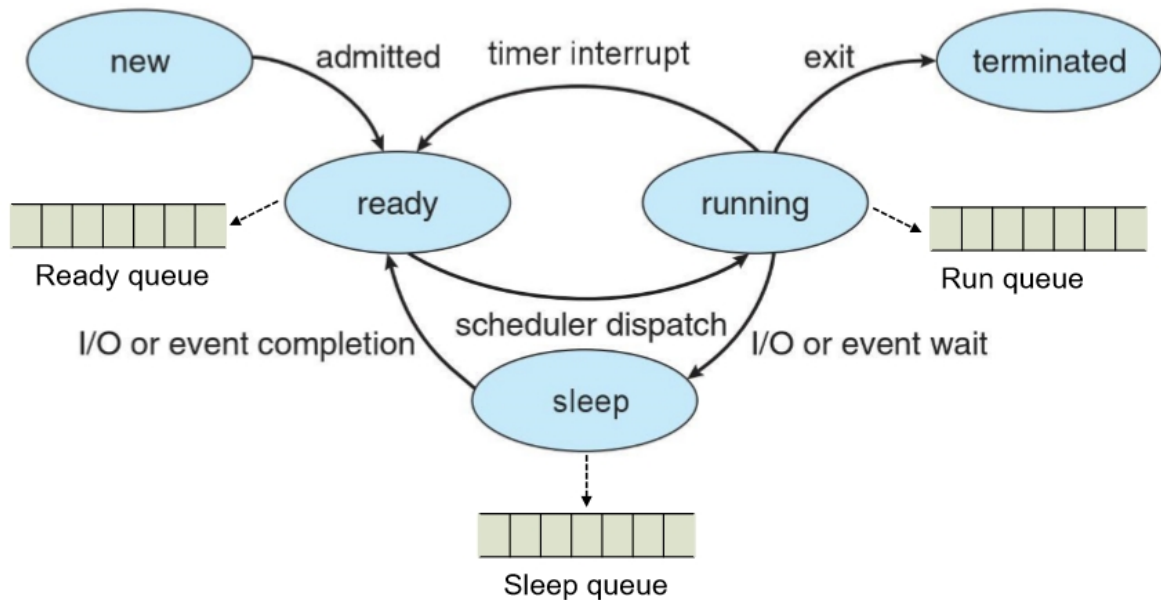 new
admitted
timer interrupt
exit
terminated
ready
running
Ready queue
Run queue
scheduler dispatch
I/O or event completion
I/O or event wait
sleep
Sleep queue